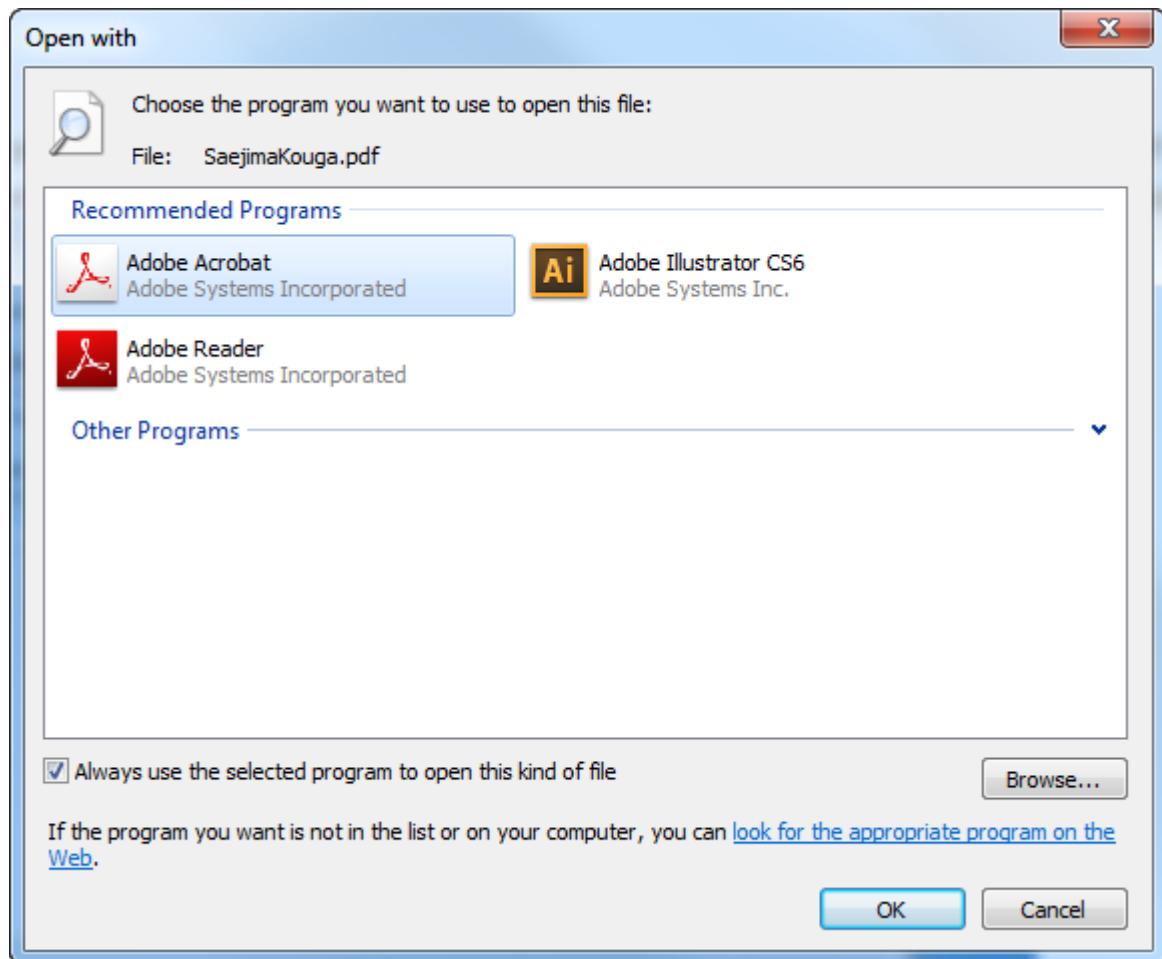 Open with
Choose the program you want to use to open this file:
File: SaejimaKouga.pdf
Recommended Programs
Adobe Acrobat
Adobe Systems Incorporated
Ai
Adobe Illustrator CS6
Adobe Systems Inc.
Adobe Reader
Adobe Systems Incorporated
Other Programs
Always use the selected program to open this kind of file
Browse...
If the program you want is not in the list or on your computer, you can look for the appropriate program on the
Web.
OK
Cancel